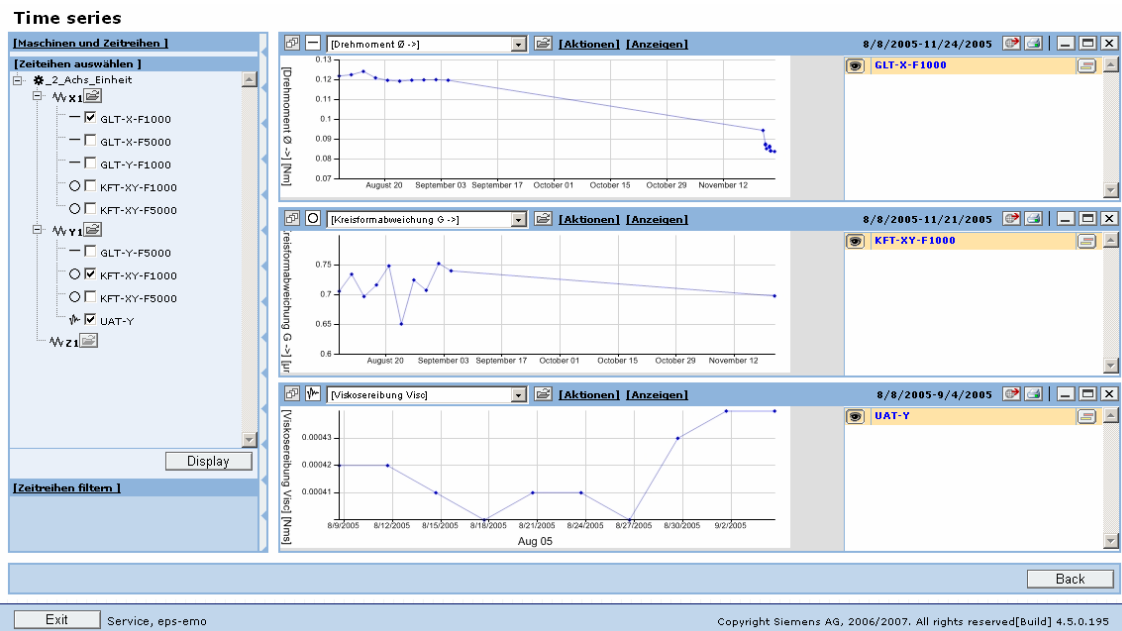 Time series
[Maschinen und Zeitreihen ]
[Zeiteihen auswählen ]
_2_Achs_Einheit
X1
GLT-X-F1000
GLT-X-F5000
GLT-Y-F1000
KFT-XY-F1000
KFT-XY-F5000
Y1
GLT-Y-F5000
KFT-XY-F1000
KFT-XY-F5000
UAT-Y
Z1
Display
[Zeitreihen filtern ]
[Drehmoment Ø ->] [Aktionen] [Anzeigen] 8/8/2005-11/24/2005
[Drehmoment Ø ->] [Nm]
0.13
0.12
0.11
0.1
0.09
0.08
0.07
August 20 September 03 September 17 October 01 October 15 October 29 November 12
GLT-X-F1000
[Kreisformabweichung G ->] [Aktionen] [Anzeigen] 8/8/2005-11/21/2005
reisformabweichung G ->] [µr
0.75
0.7
0.65
0.6
August 20 September 03 September 17 October 01 October 15 October 29 November 12
KFT-XY-F1000
[Viskosereibung Visc] [Aktionen] [Anzeigen] 8/8/2005-9/4/2005
[Viskosereibung Visc] [Nms]
0.00043
0.00042
0.00041
8/9/2005 8/12/2005 8/15/2005 8/18/2005 8/21/2005 8/24/2005 8/27/2005 8/30/2005 9/2/2005
Aug 05
UAT-Y
Back
Exit Service, eps-emo Copyright Siemens AG, 2006/2007. All rights reserved[Build] 4.5.0.195